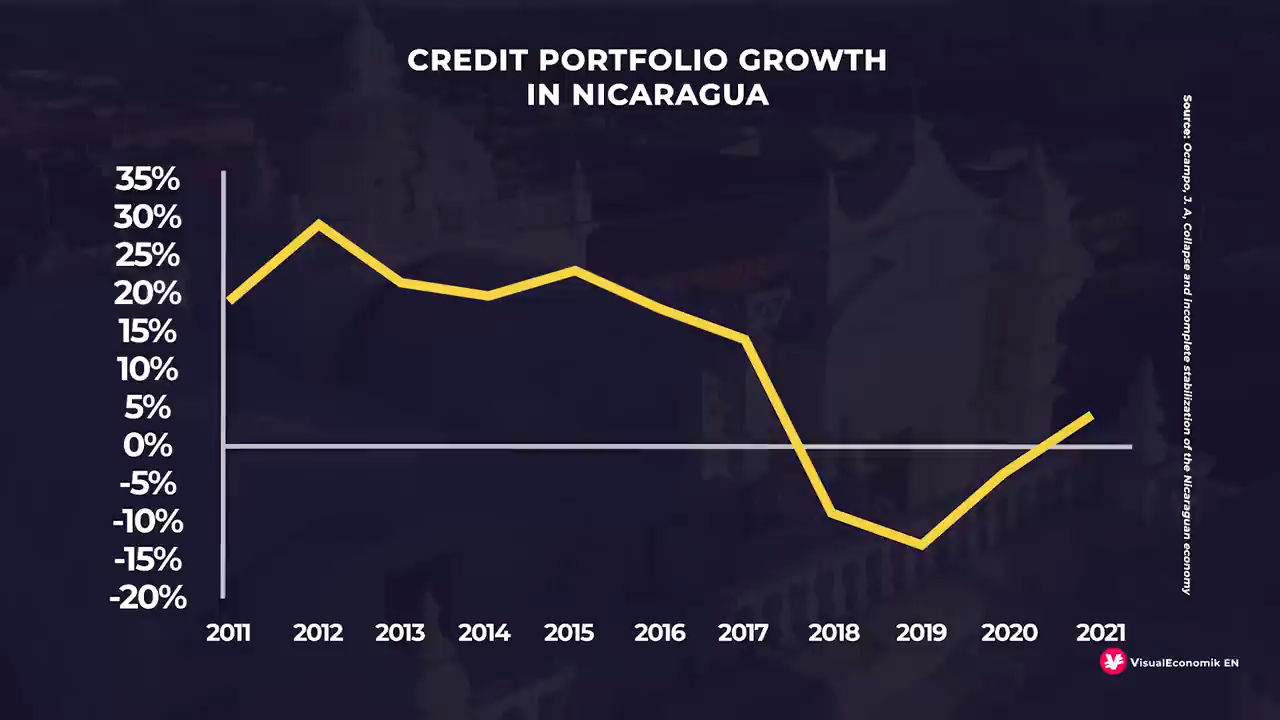 CREDIT PORTFOLIO GROWTH
IN NICARAGUA
35%
30%
25%
20%
15%
10%
5%
0%
-5%
-10%
-15%
-20%
2011 2012 2013 2014 2015 2016 2017 2018 2019 2020 2021
Source: Ocampo, J. A, Collapse and incomplete stabilization of the Nicaraguan economy
VISUALECONOMIK EN